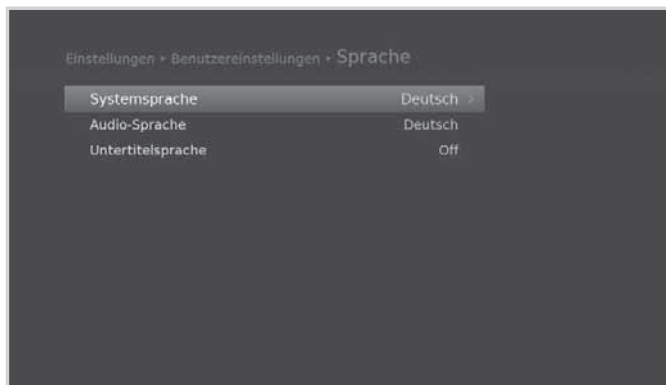 Einstellungen ‣ Benutzereinstellungen ‣ Sprache
Systemsprache Deutsch >
Audio-Sprache Deutsch
Untertitelsprache Off